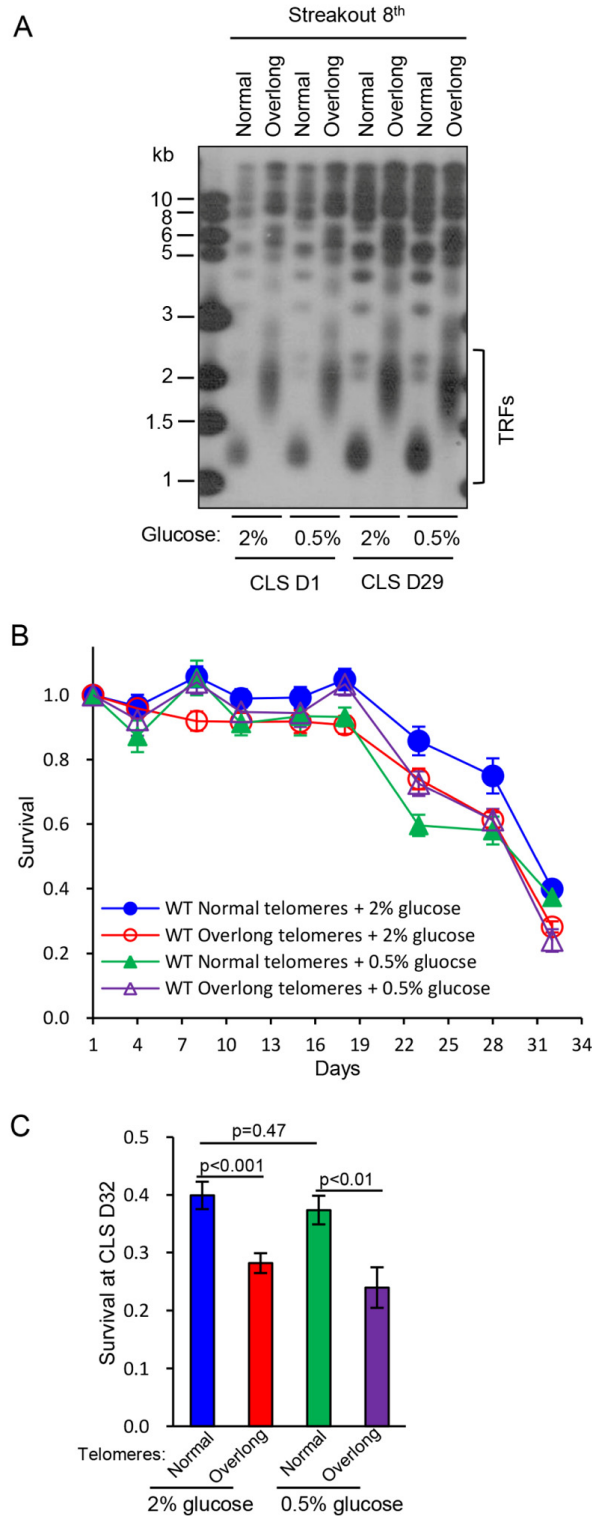 A
Streakout 8th
Normal
Overlong
Normal
Overlong
Normal
Overlong
Normal
Overlong
kb
10
8
6
5
3
2
1.5
1
TRFs
Glucose: 2% 0.5% 2% 0.5%
CLS D1 CLS D29
B
Survival
1.0
0.8
0.6
0.4
0.2
0.0
WT Normal telomeres + 2% glucose
WT Overlong telomeres + 2% glucose
WT Normal telomeres + 0.5% gluocse
WT Overlong telomeres + 0.5% glucose
1 4 7 10 13 16 19 22 25 28 31 34
Days
C
Survival at CLS D32
0.5
0.4
0.3
0.2
0.1
0.0
p=0.47
p<0.001
p<0.01
Telomeres: Normal Overlong Normal Overlong
2% glucose 0.5% glucose